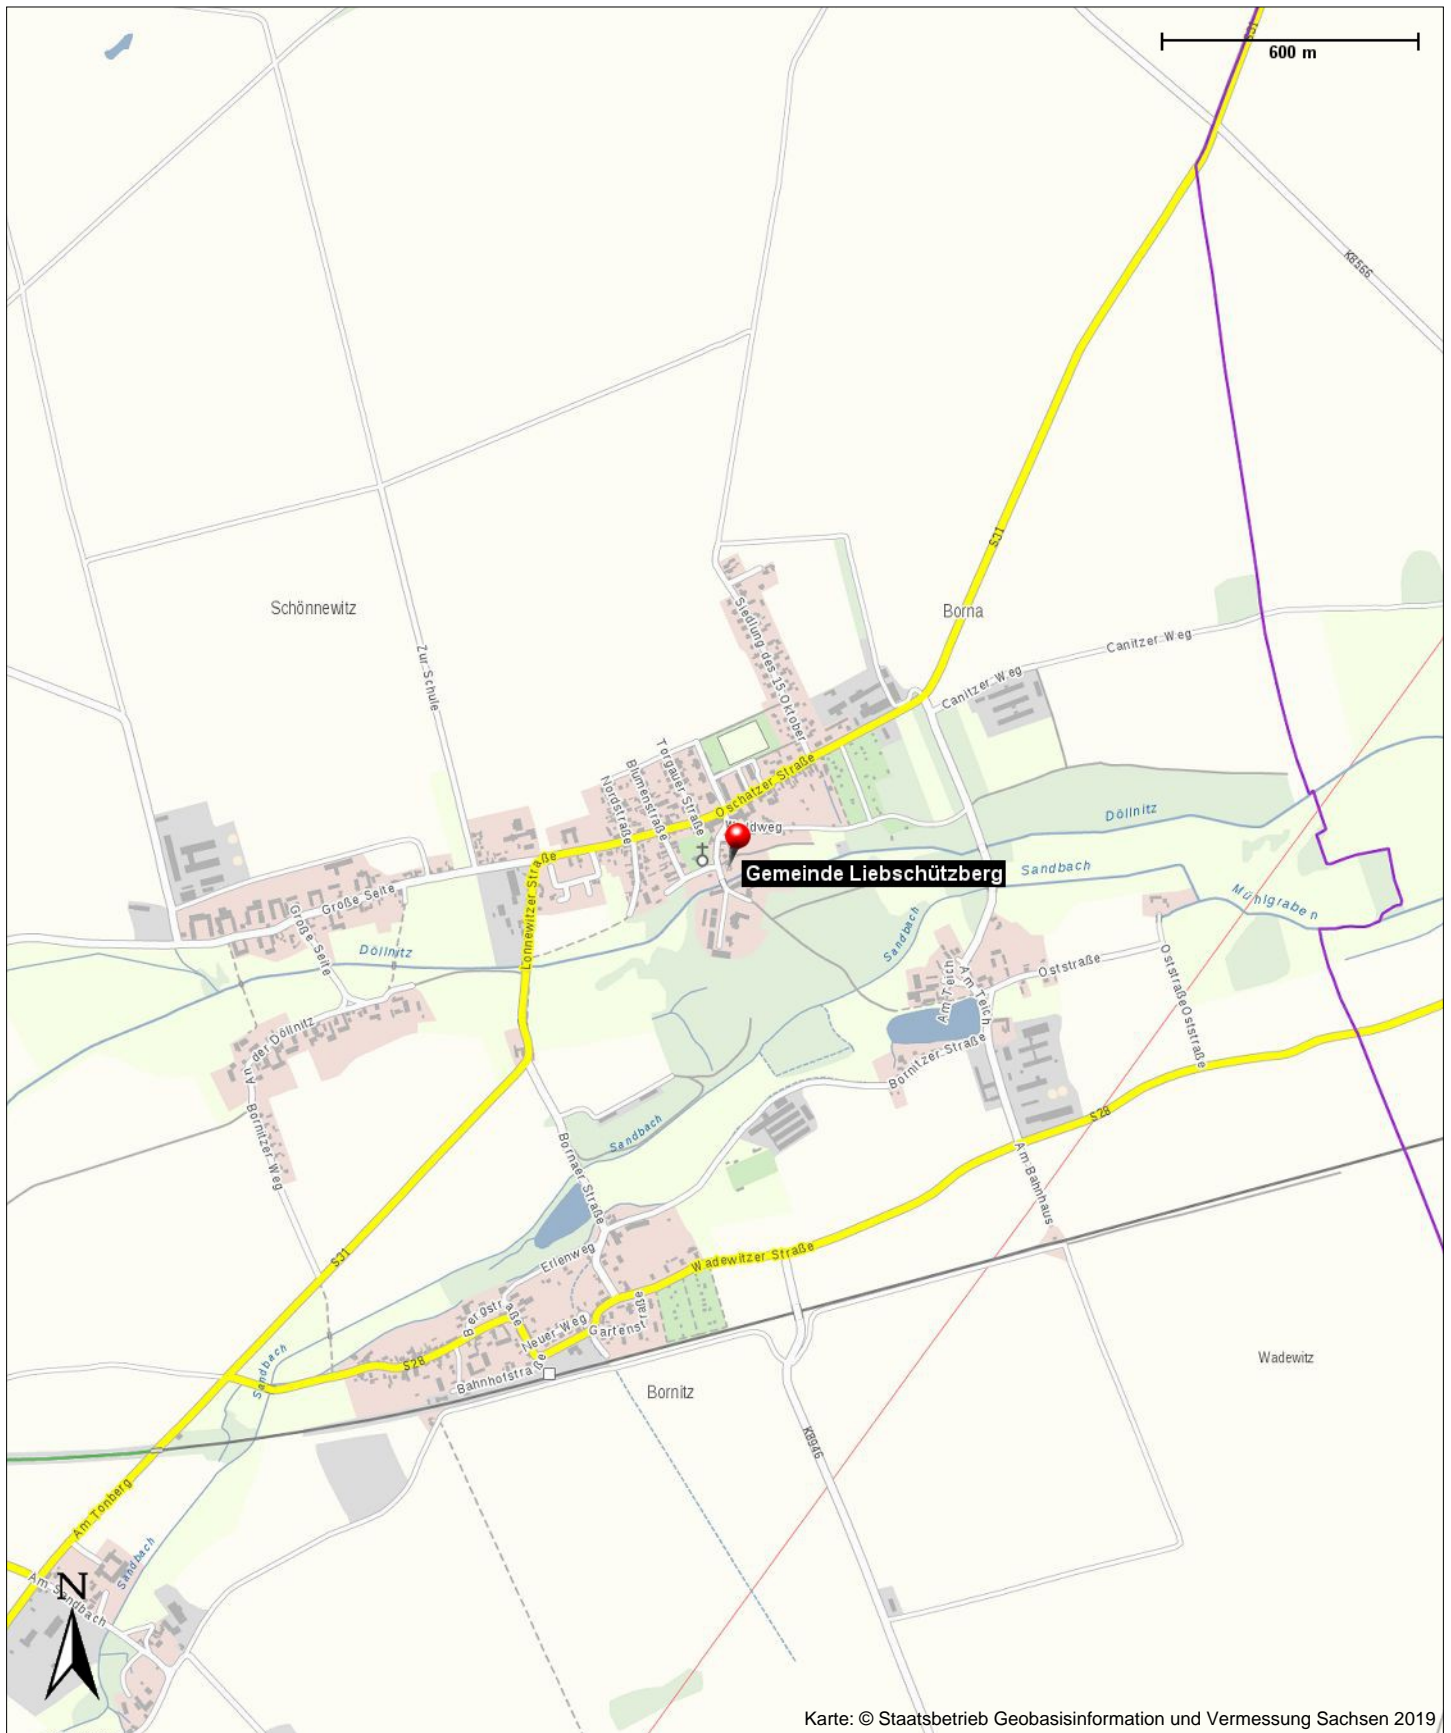 S31
600 m
K8566
S31
Schönnewitz
Borna
Siedlung des 15.Oktober
Canitzer Weg
Zur Schule
Canitzer Weg
Torgauer Straße
Blumenstraße
Nordstraße
Oschatzer Straße
Döllnitz
Gemeinde Liebschützberg
Sandbach
Große Seite
Mühlgraben
Große Seite
Lonnewitzer Straße
Sandbach
Döllnitz
Oststraße
Am Teich
Am Teich
Oststraße
Oststraße
An der Döllnitz
Bornitzer Straße
Bornitzer Weg
S28
Sandbach
Bornaer Straße
Am Bahnhaus
S31
Erlenweg
Wadewitzer Straße
Bergstraße
Neuer Weg
Gartenstraße
S28
Sandbach
Bahnhofstraße
Wadewitz
Bornitz
K8946
Am Tonberg
Sandbach
Am Sandbach
N
Karte: © Staatsbetrieb Geobasisinformation und Vermessung Sachsen 2019